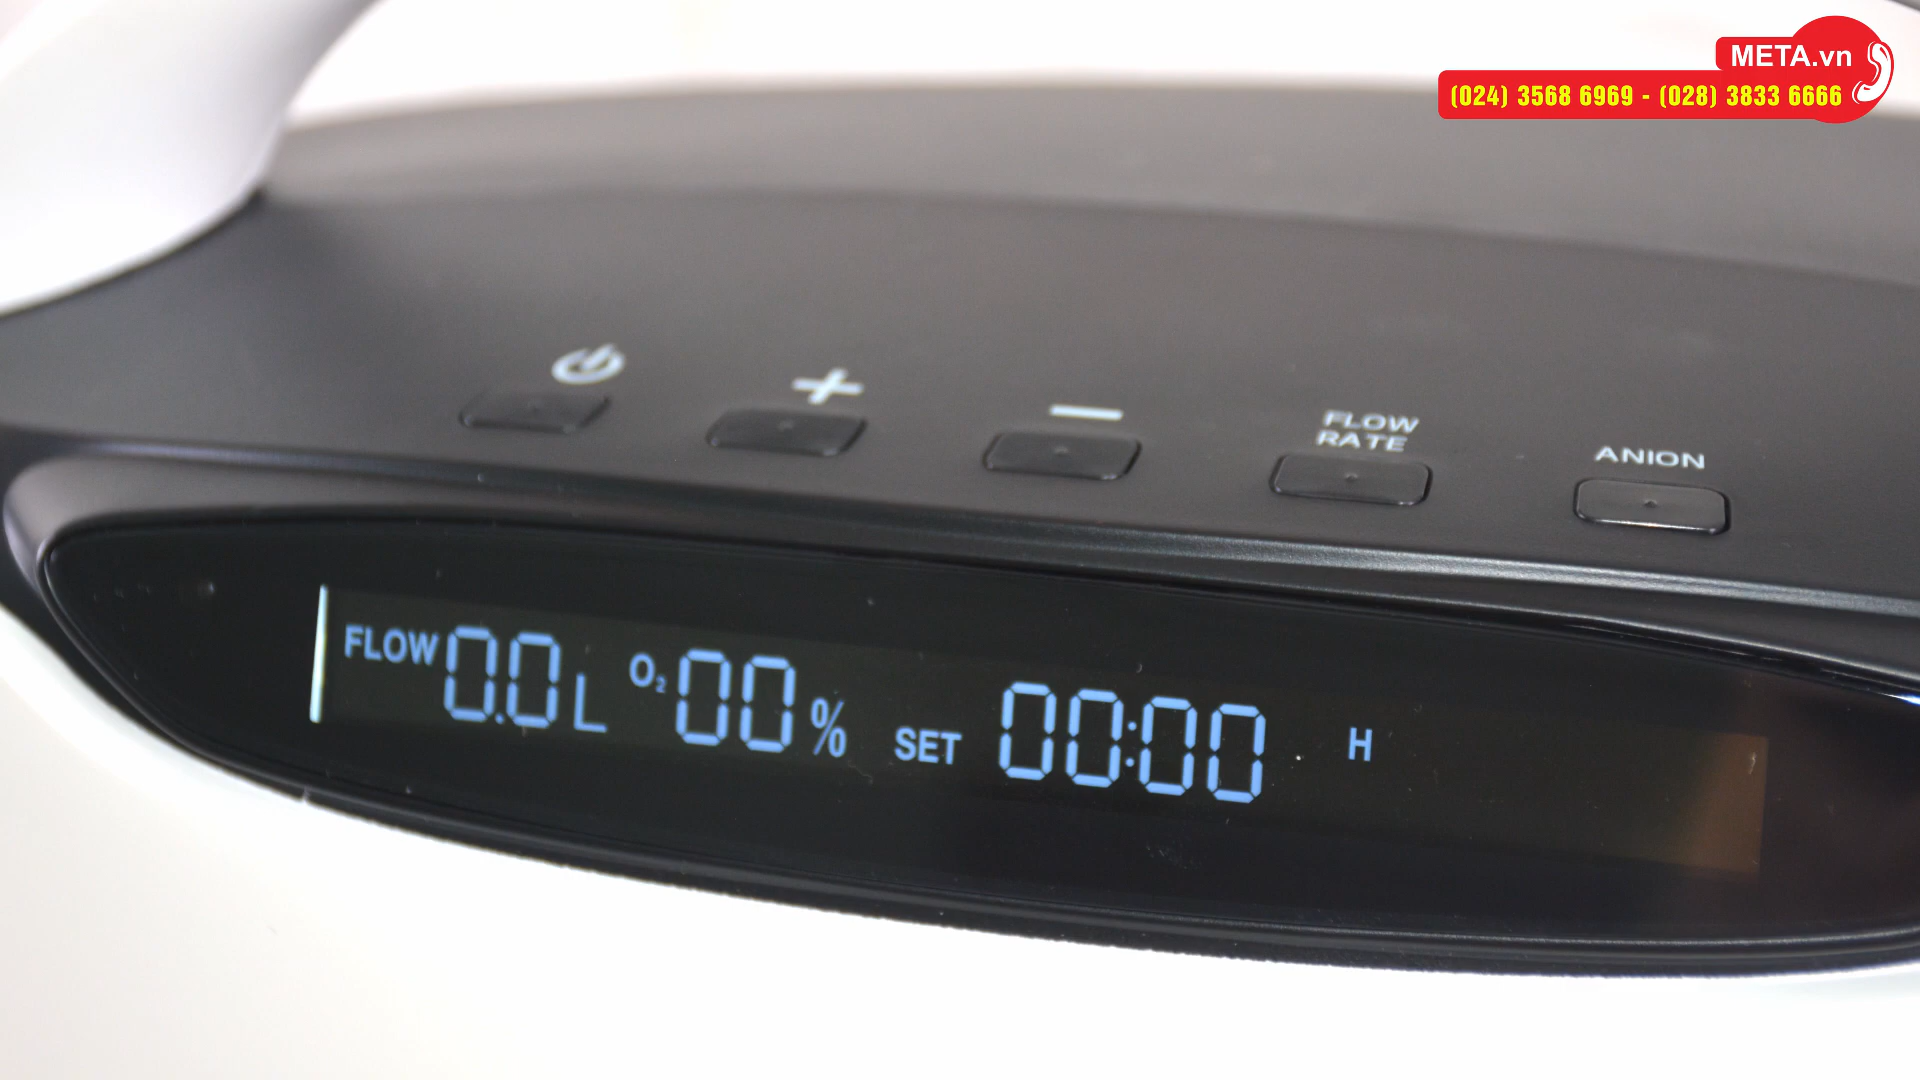 META.vn
(024) 3568 6969 - (028) 3833 6666
+
−
FLOW
RATE
ANION
FLOW 0.0 L O₂ 00 % SET 00:00 H